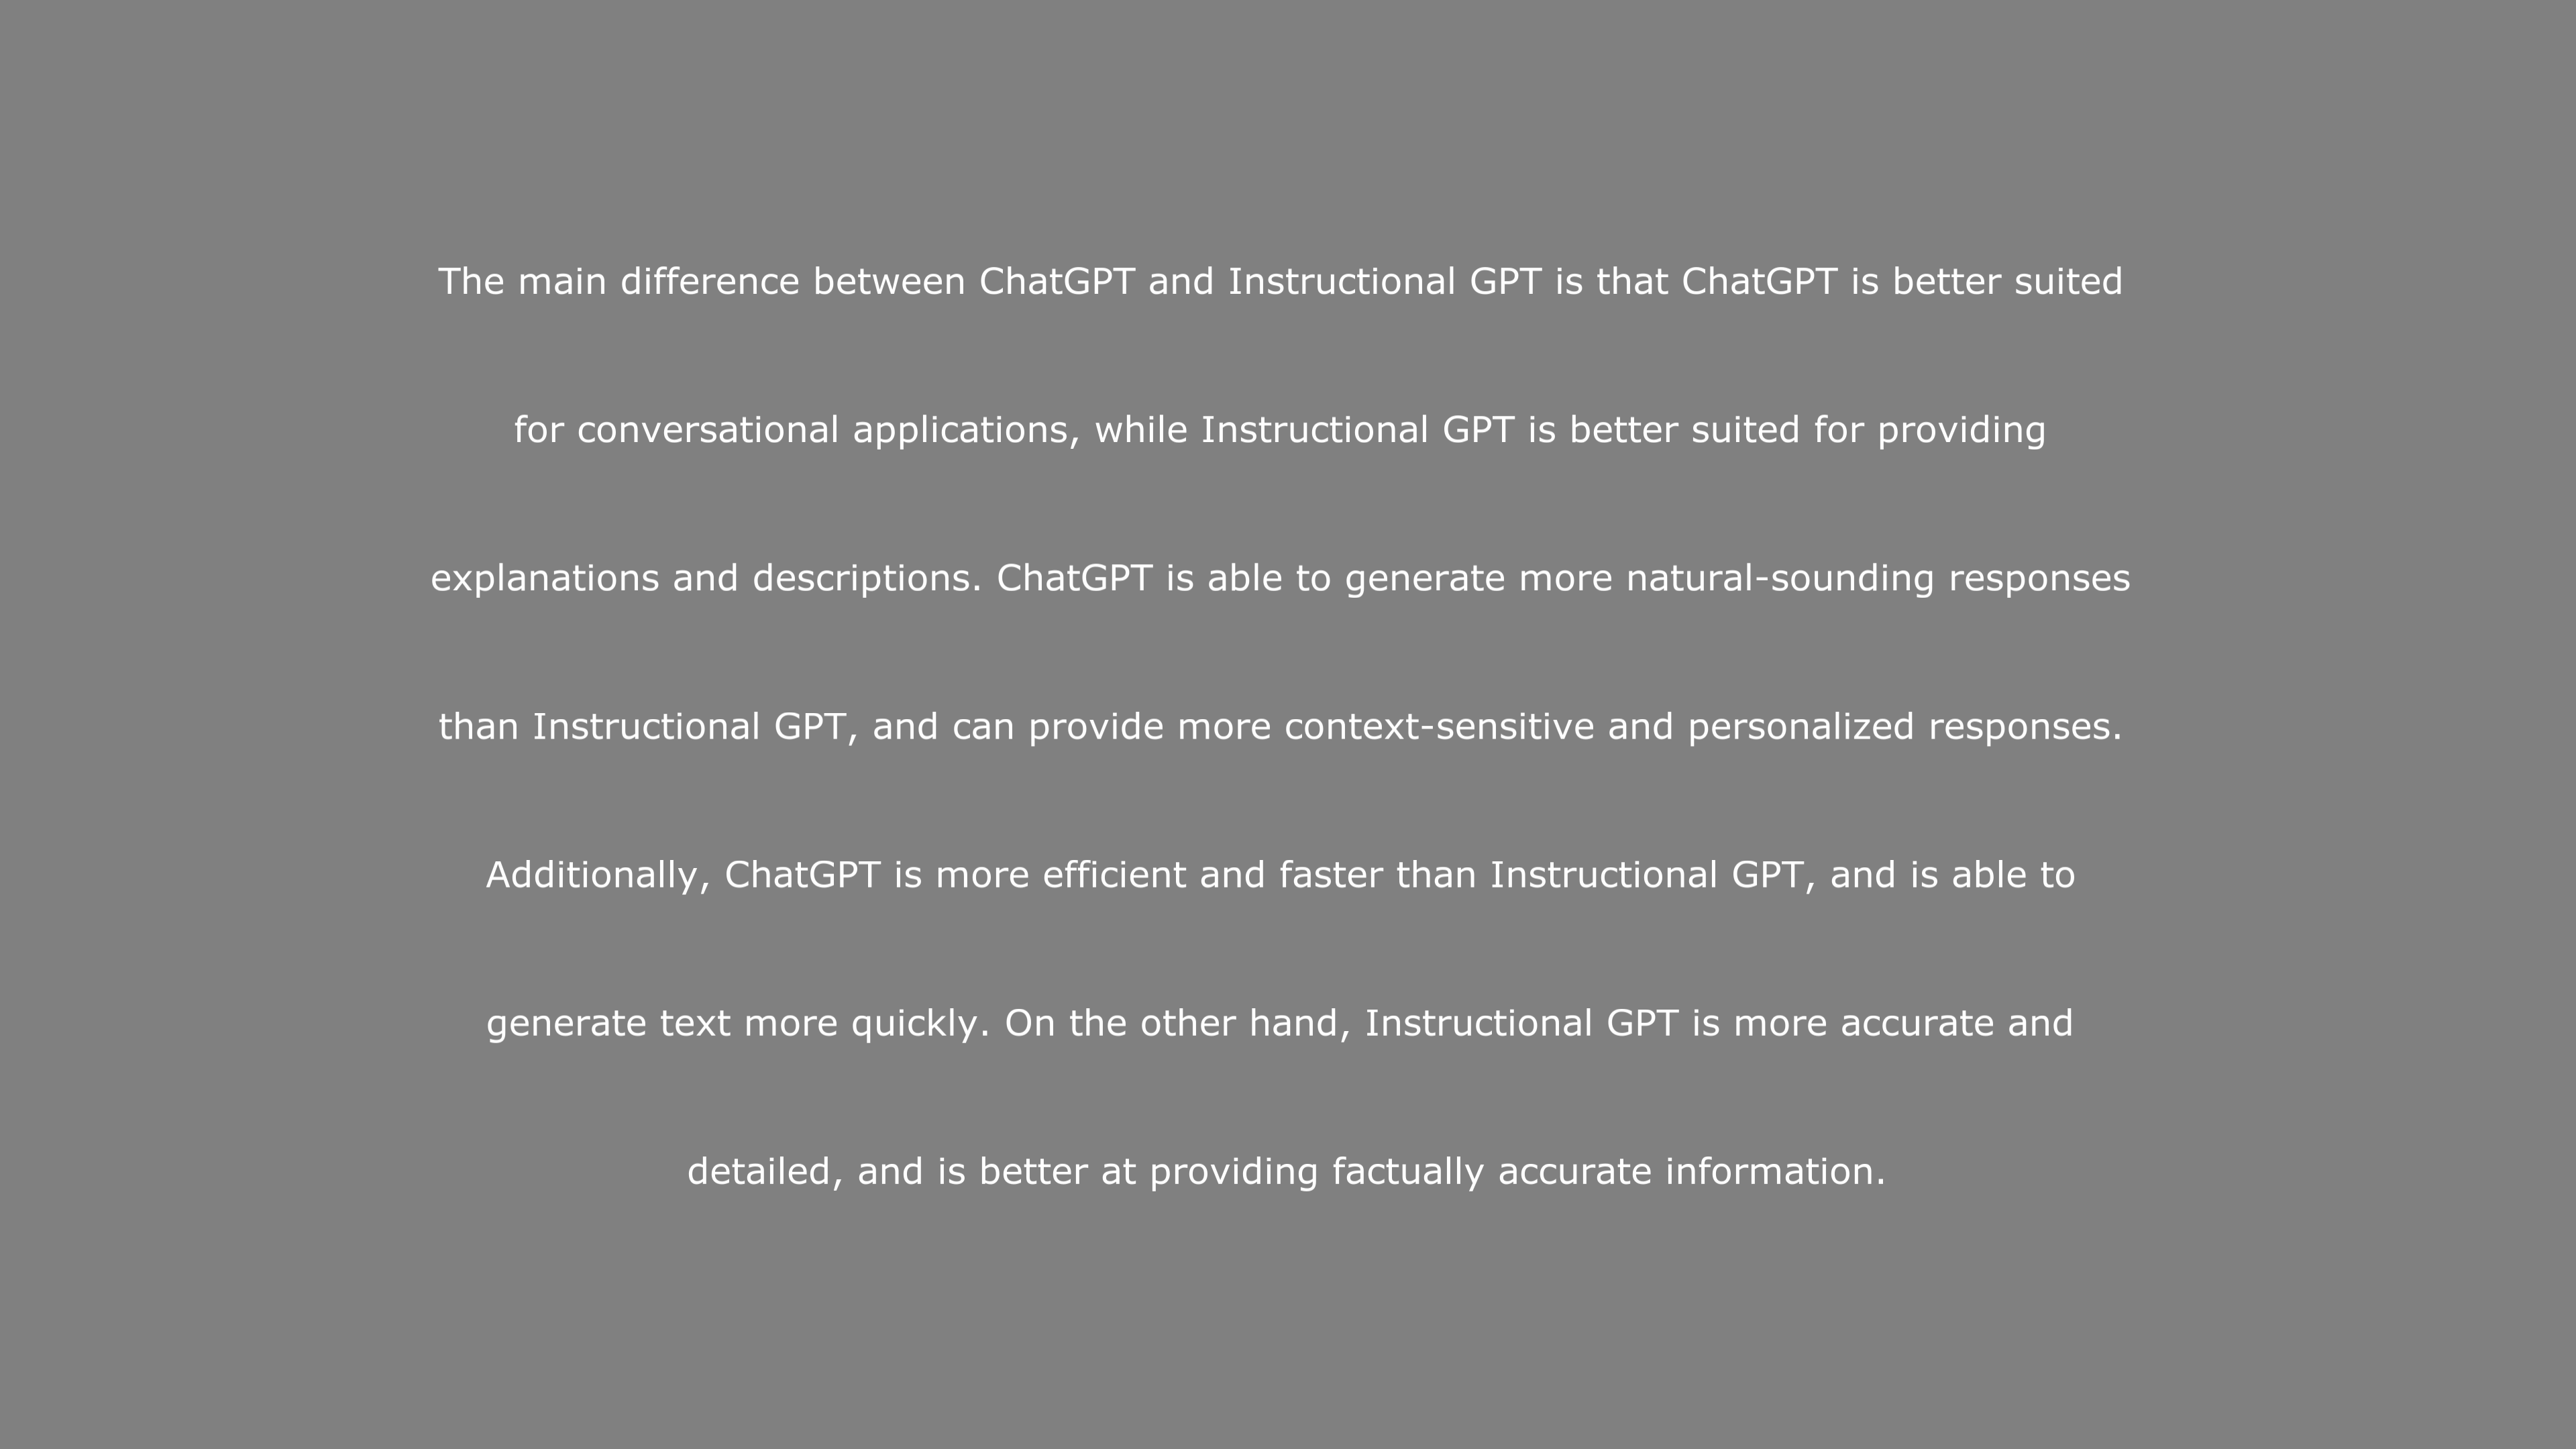 The main difference between ChatGPT and Instructional GPT is that ChatGPT is better suited
for conversational applications, while Instructional GPT is better suited for providing
explanations and descriptions. ChatGPT is able to generate more natural-sounding responses
than Instructional GPT, and can provide more context-sensitive and personalized responses.
Additionally, ChatGPT is more efficient and faster than Instructional GPT, and is able to
generate text more quickly. On the other hand, Instructional GPT is more accurate and
detailed, and is better at providing factually accurate information.